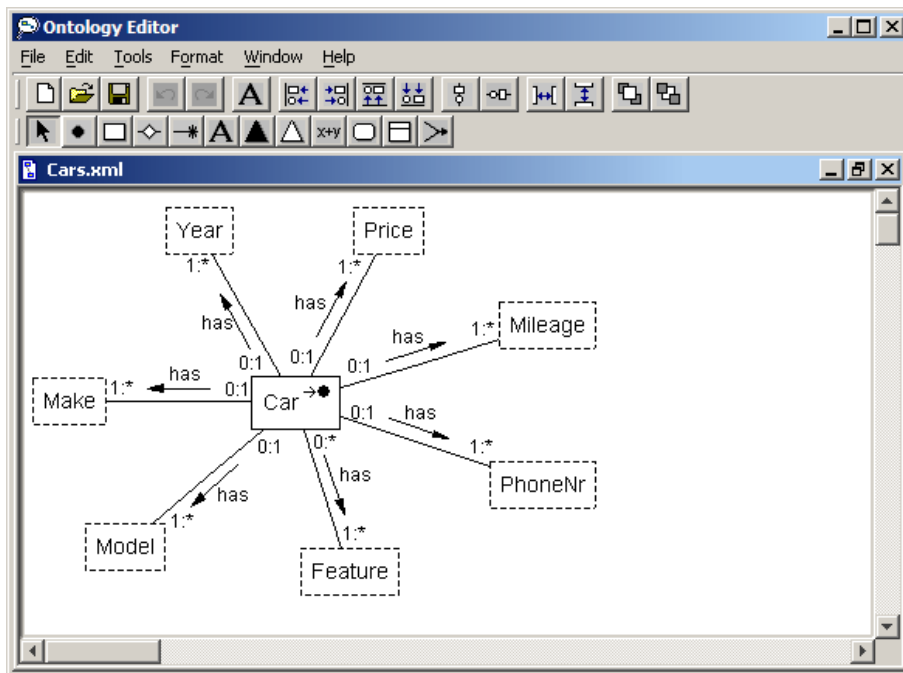 Ontology Editor
File Edit Tools Format Window Help
A
A x+y
Cars.xml
Year
Price
1:*
1:*
has
has
Mileage
has
1:*
0:1
0:1
0:1
has
1:*
0:1
Make
Car
0:1
has
0:1
0:*
1:*
has
has
PhoneNr
1:*
1:*
Model
Feature